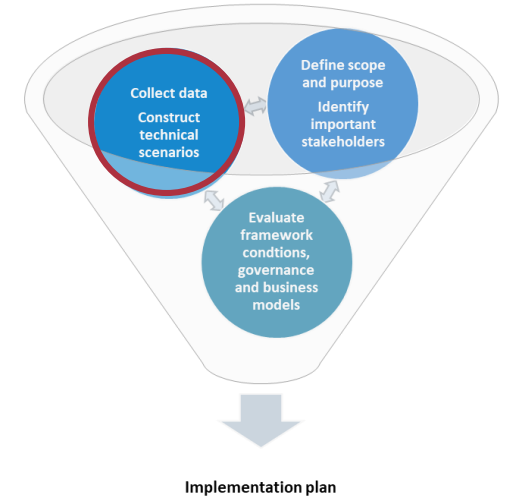 Collect data
Construct
technical
scenarios
Define scope
and purpose
Identify
important
stakeholders
Evaluate
framework
condtions,
governance
and business
models
Implementation plan